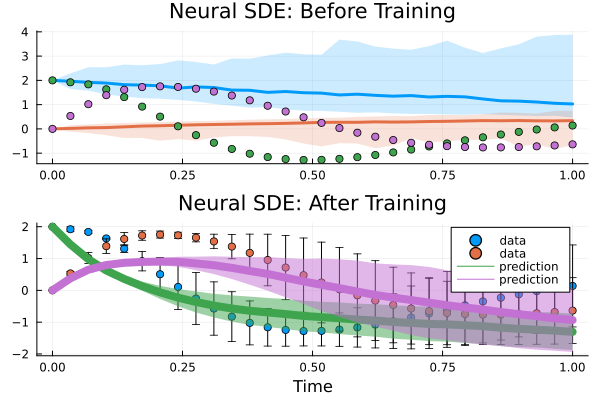 Neural SDE: Before Training
4
3
2
1
0
−1
0.00 0.25 0.50 0.75 1.00
Neural SDE: After Training
2
1
0
−1
−2
data
data
prediction
prediction
0.00 0.25 0.50 0.75 1.00
Time